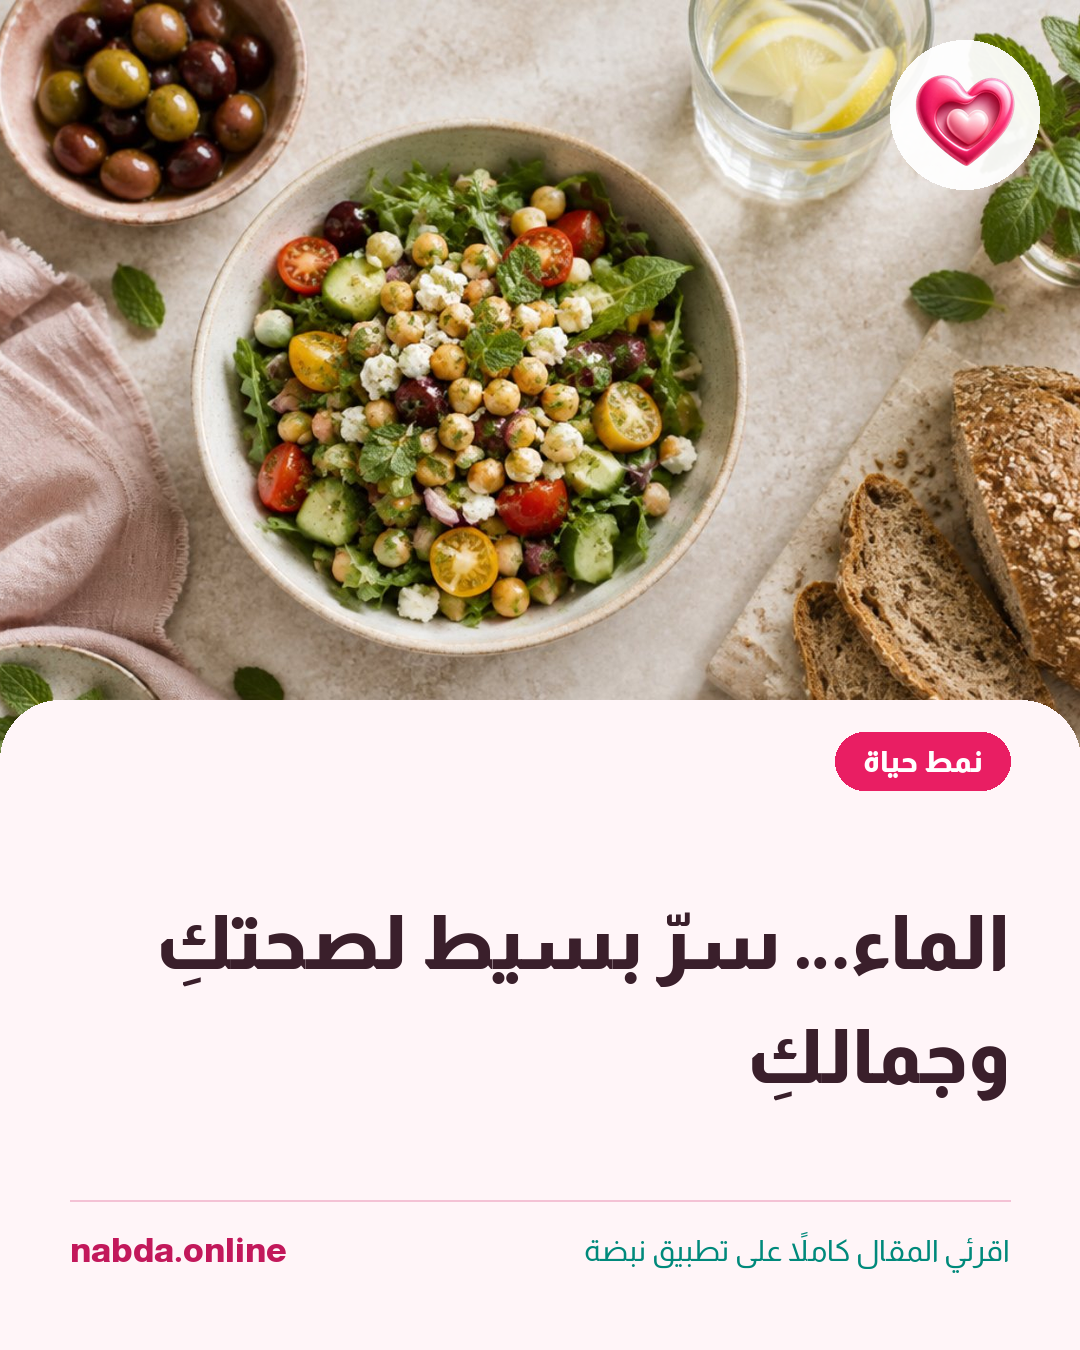 نمط حياة
الماء... سرّ بسيط لصحتكِ
وجمالكِ
اقرئي المقال كاملًا على تطبيق نبضة
nabda.online